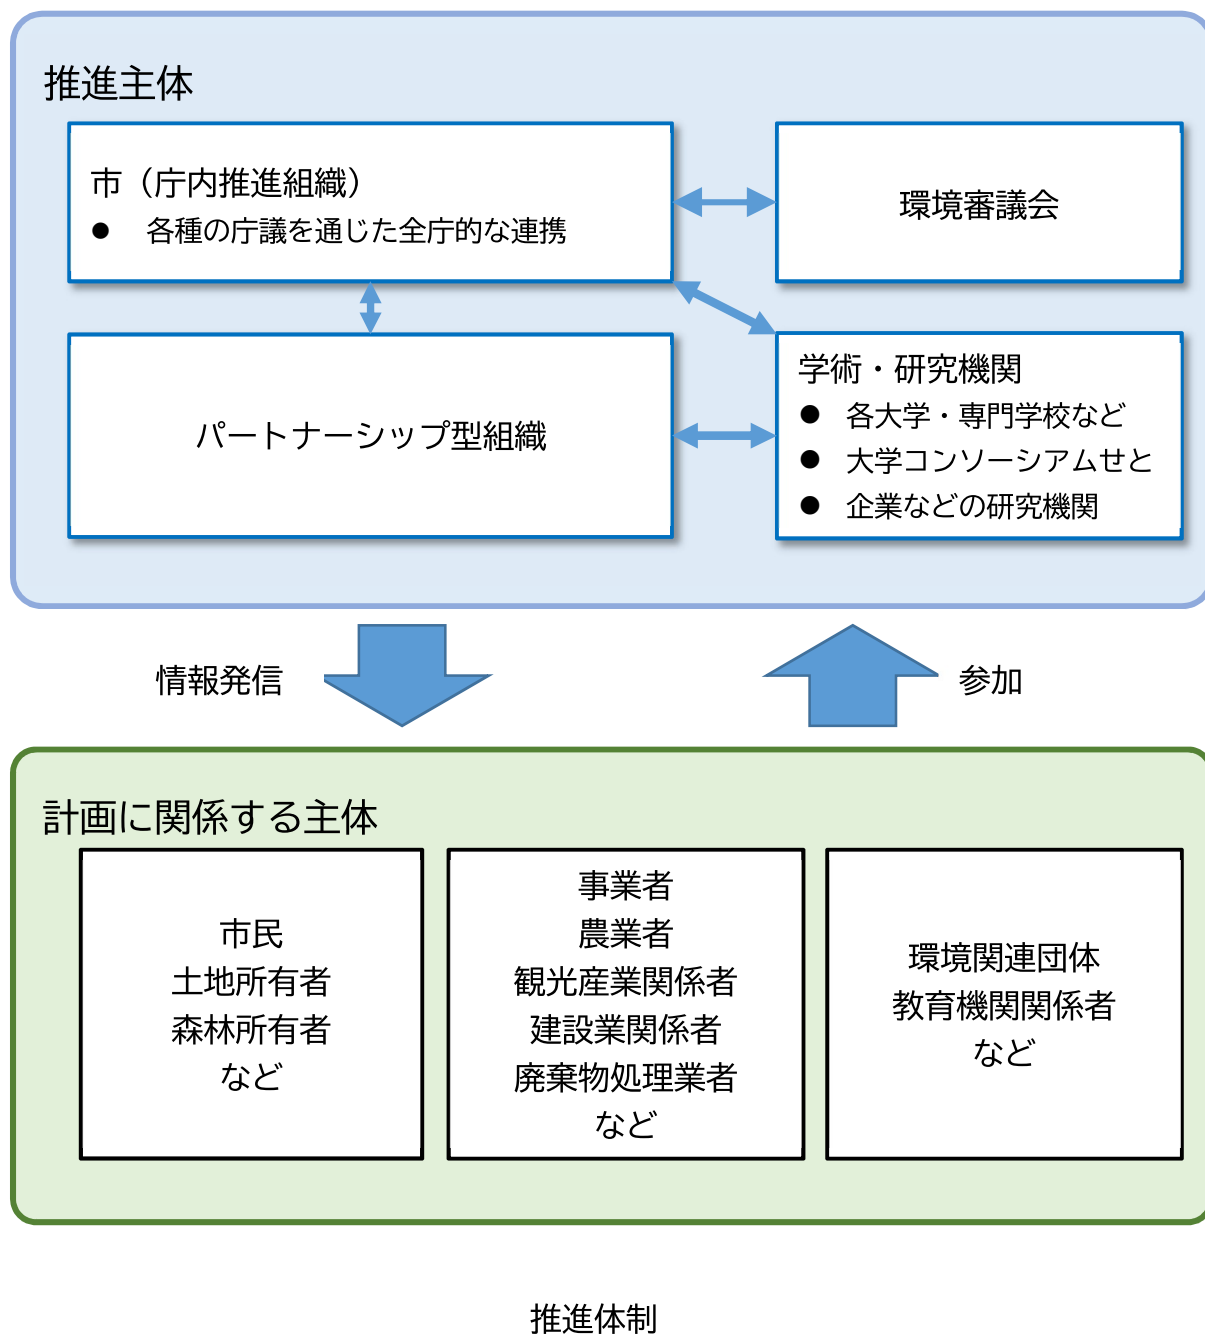 推進主体
市（庁内推進組織）
● 各種の庁議を通じた全庁的な連携
環境審議会
パートナーシップ型組織
学術・研究機関
● 各大学・専門学校など
● 大学コンソーシアムせと
● 企業などの研究機関
情報発信
参加
計画に関係する主体
市民
土地所有者
森林所有者
など
事業者
農業者
観光産業関係者
建設業関係者
廃棄物処理業者
など
環境関連団体
教育機関関係者
など
推進体制